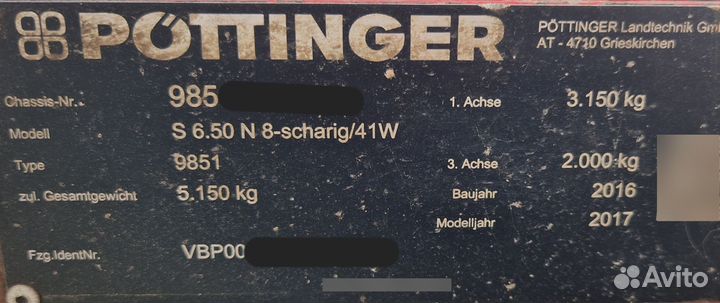 PÖTTINGER
PÖTTINGER Landtechnik Gm
AT - 4710 Grieskirchen
Chassis-Nr. 985 1. Achse 3.150 kg
Modell S 6.50 N 8-scharig/41W
Type 9851 3. Achse 2.000 kg
zul. Gesamtgewicht 5.150 kg Baujahr 2016
Modelljahr 2017
Fzg.IdentNr. VBP00
Avito